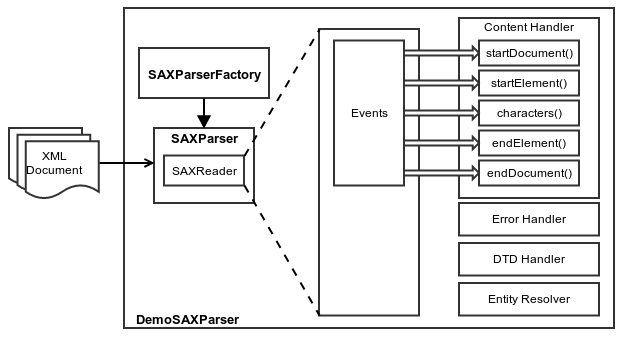 Content Handler
startDocument()
SAXParserFactory
startElement()
Events
characters()
SAXParser
endElement()
XML
Document
SAXReader
endDocument()
Error Handler
DTD Handler
Entity Resolver
DemoSAXParser